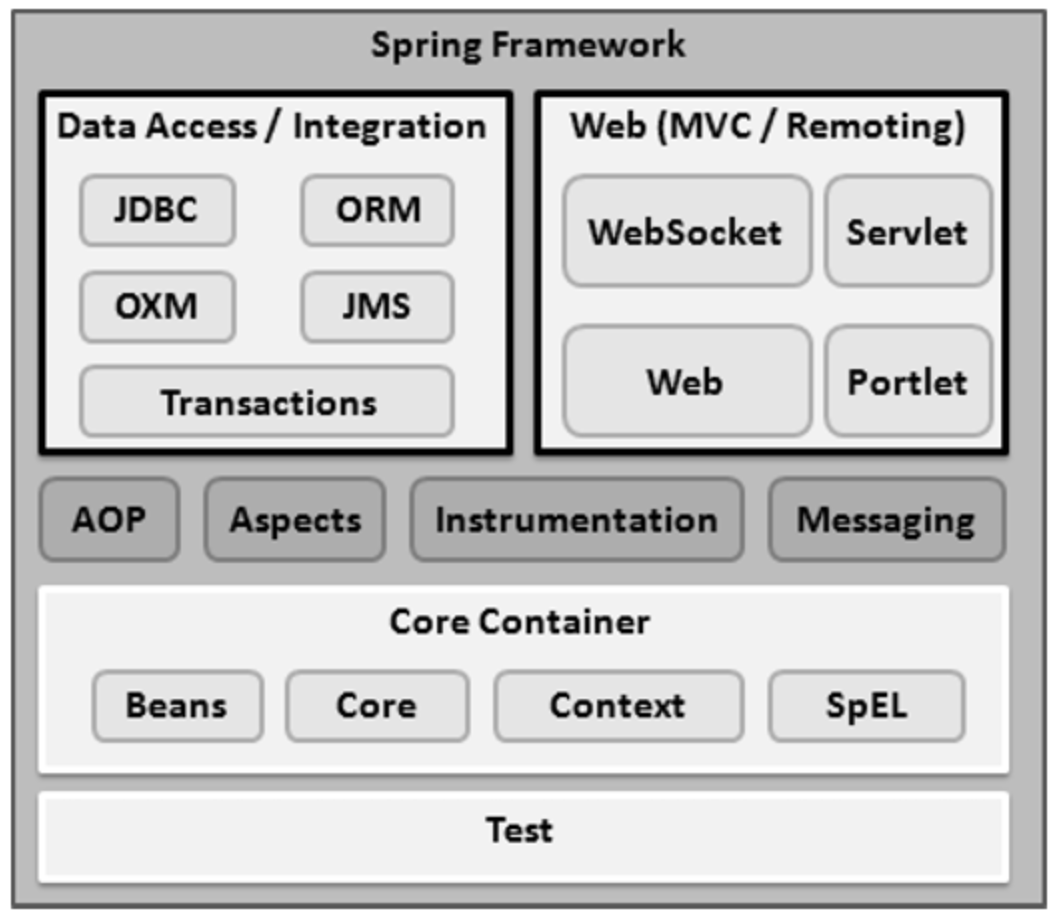 Spring Framework
Data Access / Integration
JDBC
ORM
OXM
JMS
Transactions
Web (MVC / Remoting)
WebSocket
Servlet
Web
Portlet
AOP
Aspects
Instrumentation
Messaging
Core Container
Beans
Core
Context
SpEL
Test